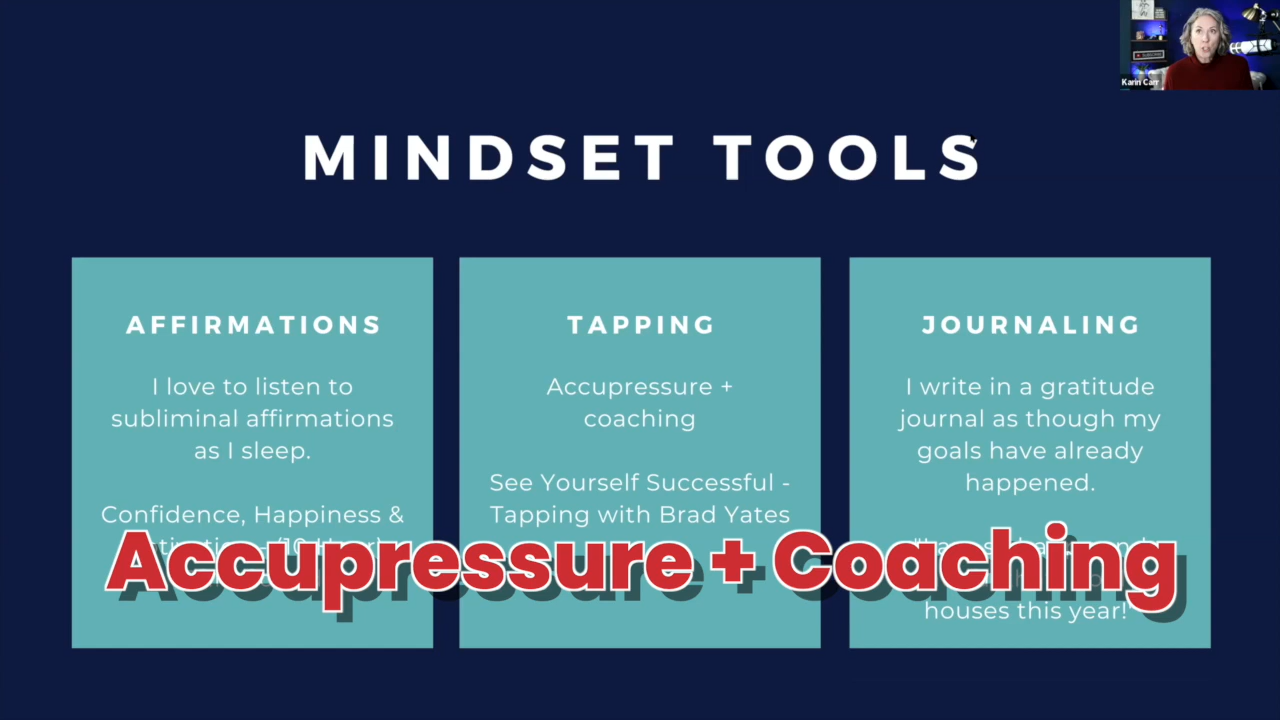 Karin Carr
MINDSET TOOLS
AFFIRMATIONS
I love to listen to
subliminal affirmations
as I sleep.
Confidence, Happiness &
TAPPING
Accupressure +
coaching
See Yourself Successful -
Tapping with Brad Yates
JOURNALING
I write in a gratitude
journal as though my
goals have already
happened.
houses this year!"
Accupressure + Coaching